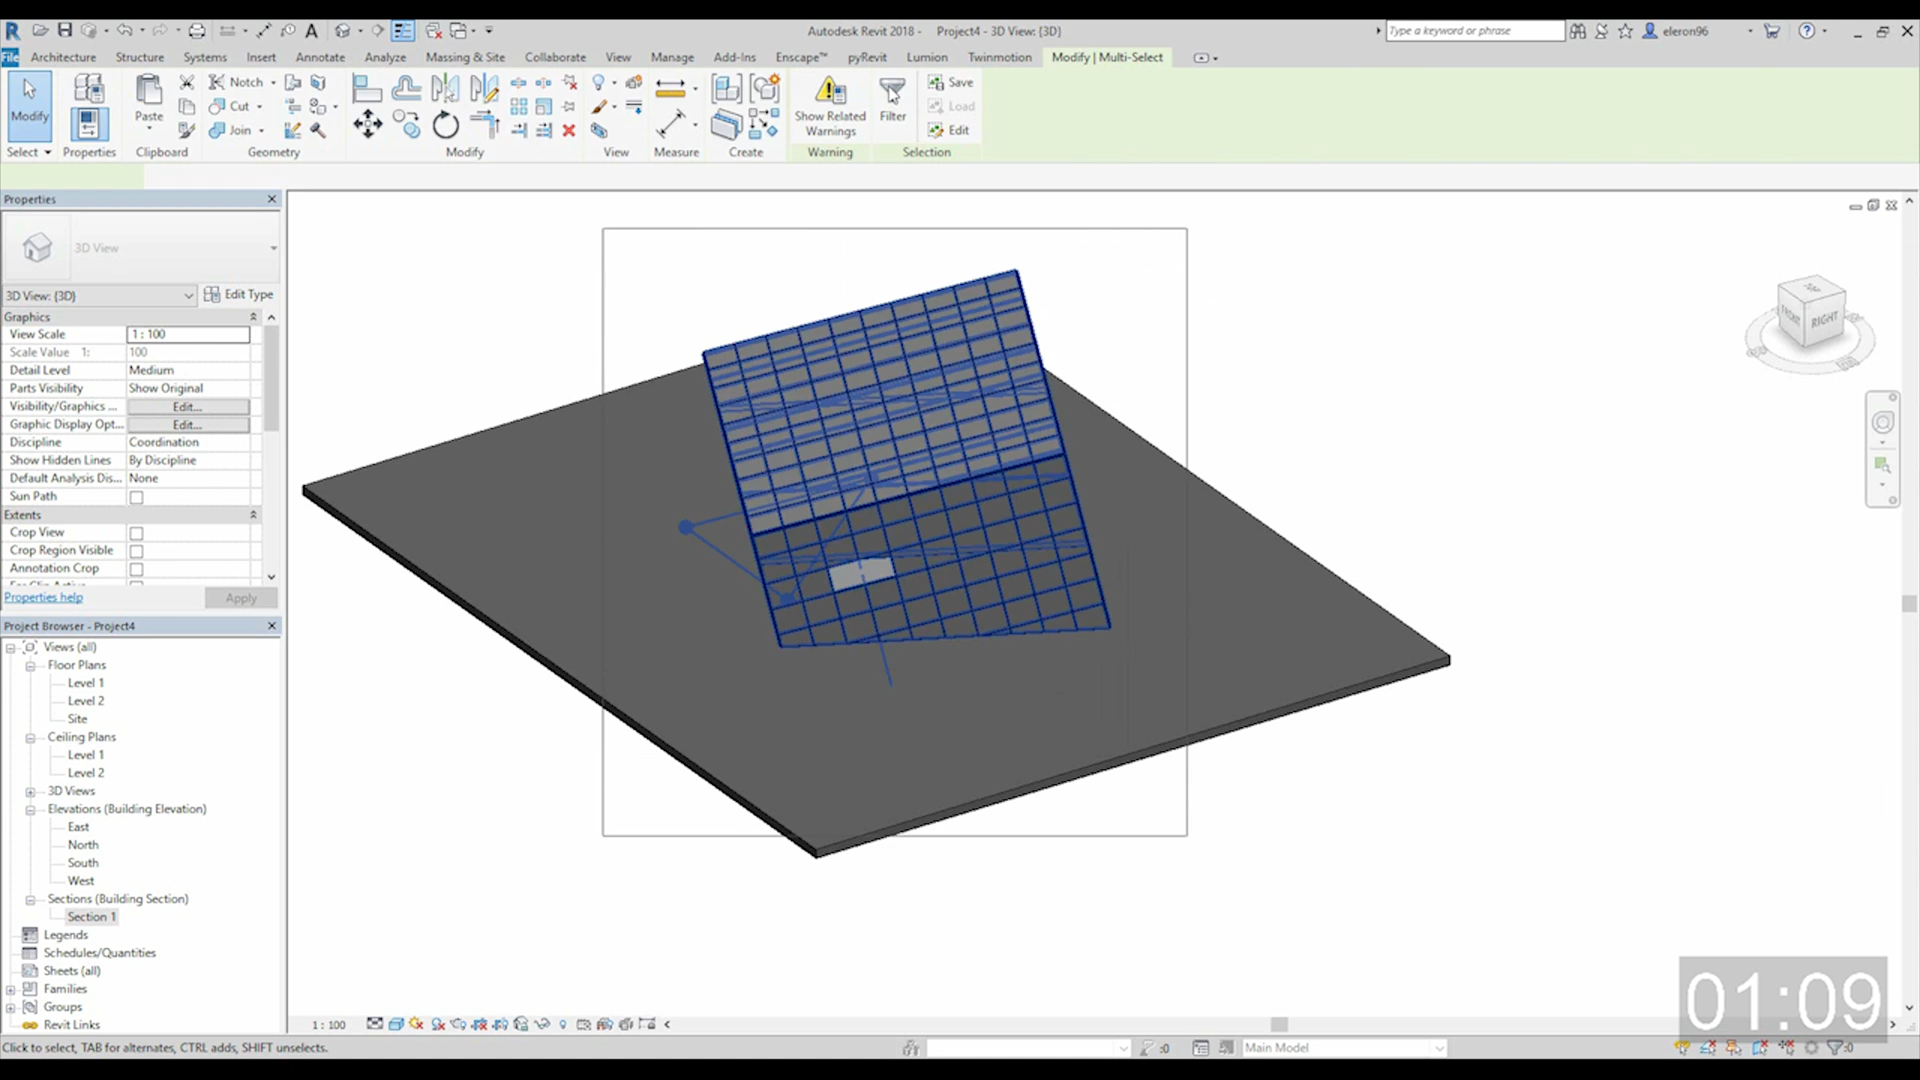 Autodesk Revit 2018 - Project4 - 3D View: {3D}
Type a keyword or phrase
eleron96
File Architecture Structure Systems Insert Annotate Analyze Massing & Site Collaborate View Manage Add-Ins Enscape™ pyRevit Lumion Twinmotion Modify | Multi-Select
Modify
Paste
Notch
Cut
Join
Show Related
Warnings
Filter
Save
Load
Edit
Select Properties Clipboard Geometry Modify View Measure Create Warning Selection
Properties
3D View
3D View: {3D}
Edit Type
Graphics
View Scale 1 : 100
Scale Value 1: 100
Detail Level Medium
Parts Visibility Show Original
Visibility/Graphics ... Edit...
Graphic Display Opt... Edit...
Discipline Coordination
Show Hidden Lines By Discipline
Default Analysis Dis... None
Sun Path
Extents
Crop View
Crop Region Visible
Annotation Crop
Properties help
Apply
Project Browser - Project4
Views (all)
Floor Plans
Level 1
Level 2
Site
Ceiling Plans
Level 1
Level 2
3D Views
Elevations (Building Elevation)
East
North
South
West
Sections (Building Section)
Section 1
Legends
Schedules/Quantities
Sheets (all)
Families
Groups
Revit Links
TOP
FRONT
RIGHT
1 : 100
01:09
Click to select, TAB for alternates, CTRL adds, SHIFT unselects.
:0
Main Model
:0